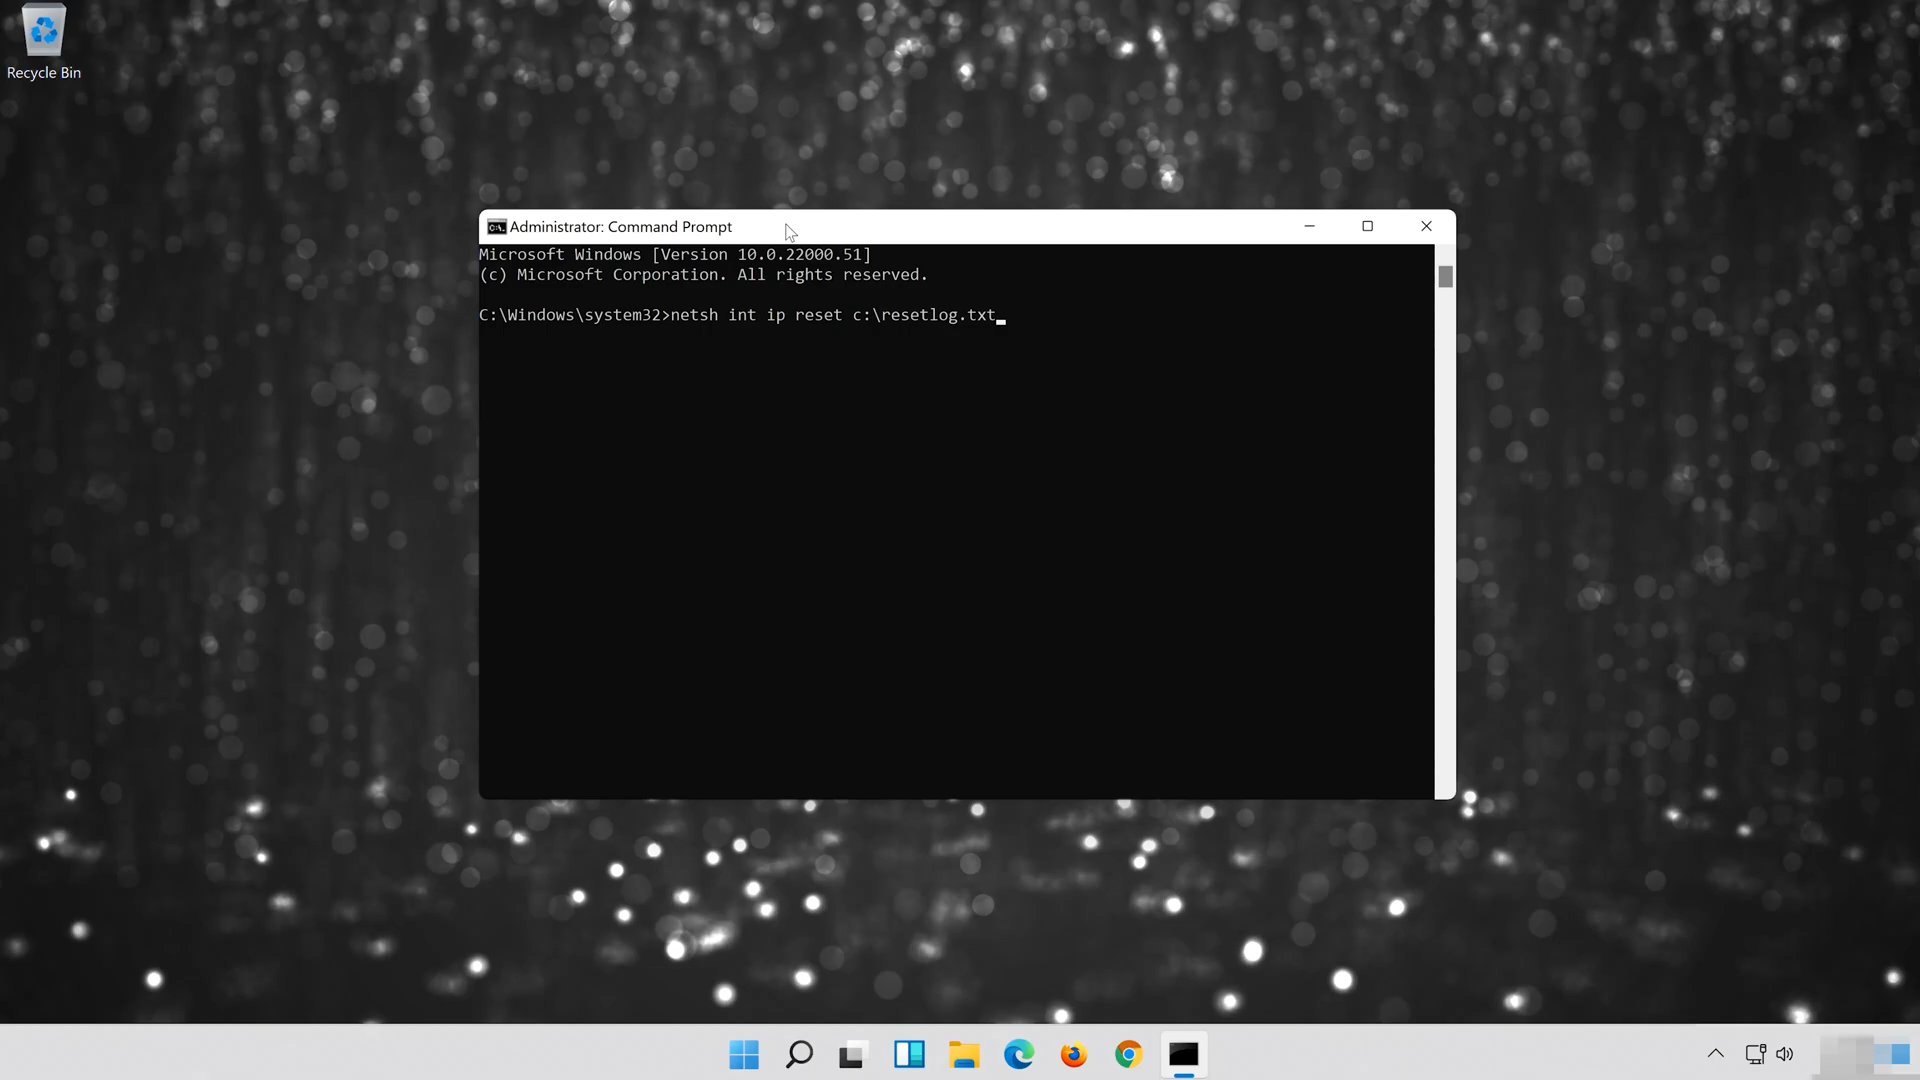 Recycle Bin
Administrator: Command Prompt
Microsoft Windows [Version 10.0.22000.51]
(c) Microsoft Corporation. All rights reserved.
C:\Windows\system32>netsh int ip reset c:\resetlog.txt